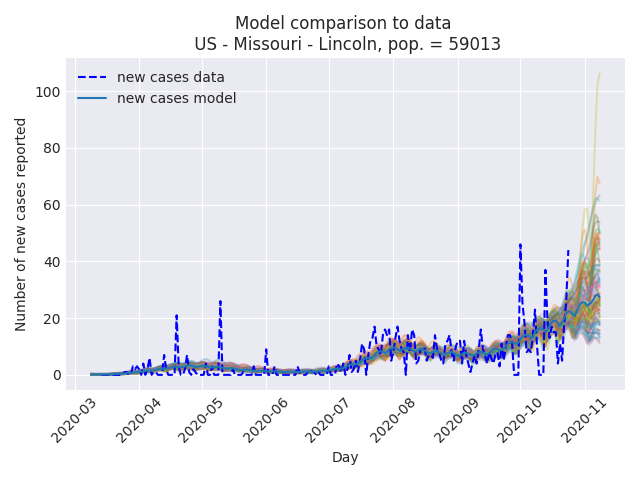 Model comparison to data
US - Missouri - Lincoln, pop. = 59013
new cases data
new cases model
Number of new cases reported
100
80
60
40
20
0
2020-03
2020-04
2020-05
2020-06
2020-07
2020-08
2020-09
2020-10
2020-11
Day